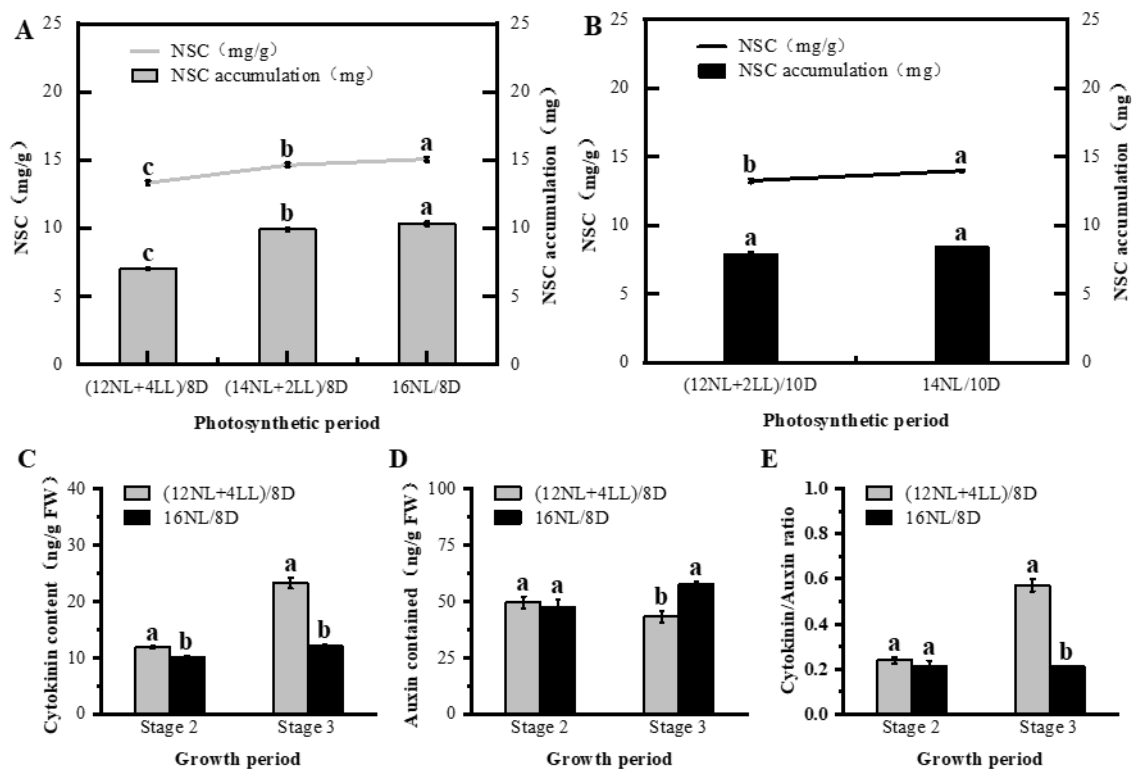 A
NSC（mg/g）
NSC accumulation（mg）
25
20
15
10
5
0
25
20
15
10
5
0
NSC（mg/g）
NSC accumulation（mg）
c
b
a
c
b
a
(12NL+4LL)/8D
(14NL+2LL)/8D
16NL/8D
Photosynthetic period
B
NSC（mg/g）
NSC accumulation（mg）
25
20
15
10
5
0
25
20
15
10
5
0
NSC（mg/g）
NSC accumulation（mg）
b
a
a
a
(12NL+2LL)/10D
14NL/10D
Photosynthetic period
C
(12NL+4LL)/8D
16NL/8D
40
30
20
10
0
Cytokinin content（ng/g FW）
a
b
a
b
Stage 2
Stage 3
Growth period
D
(12NL+4LL)/8D
16NL/8D
100
75
50
25
0
Auxin contained（ng/g FW）
a
a
b
a
Stage 2
Stage 3
Growth period
E
(12NL+4LL)/8D
16NL/8D
1.0
0.8
0.6
0.4
0.2
0.0
Cytokinin/Auxin ratio
a
a
a
b
Stage 2
Stage 3
Growth period